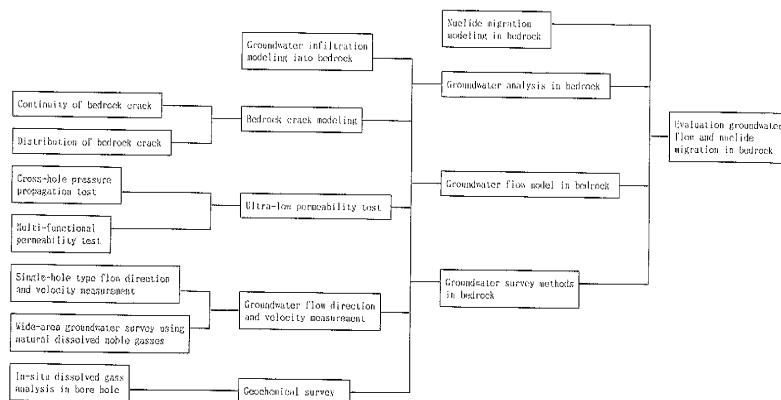 Nuclide migration
modeling in bedrock
Groundwater infiltration
modeling into bedrock
Groundwater analysis in bedrock
Continuity of bedrock crack
Bedrock crack modeling
Distribution of bedrock crack
Evaluation groundwater
flow and nuclide
migration in bedrock
Cross-hole pressure
propagation test
Groundwater flow model in bedrock
Ultra-low permeability test
Multi-functional
permeability test
Single-hole type flow direction
and velocity measurement
Groundwater survey methods
in bedrock
Groundwater flow direction
and velocity measurement
Wide-area groundwater survey using
natural dissolved noble gasses
In-situ dissolved gass
analysis in bore hole
Geochemical survey